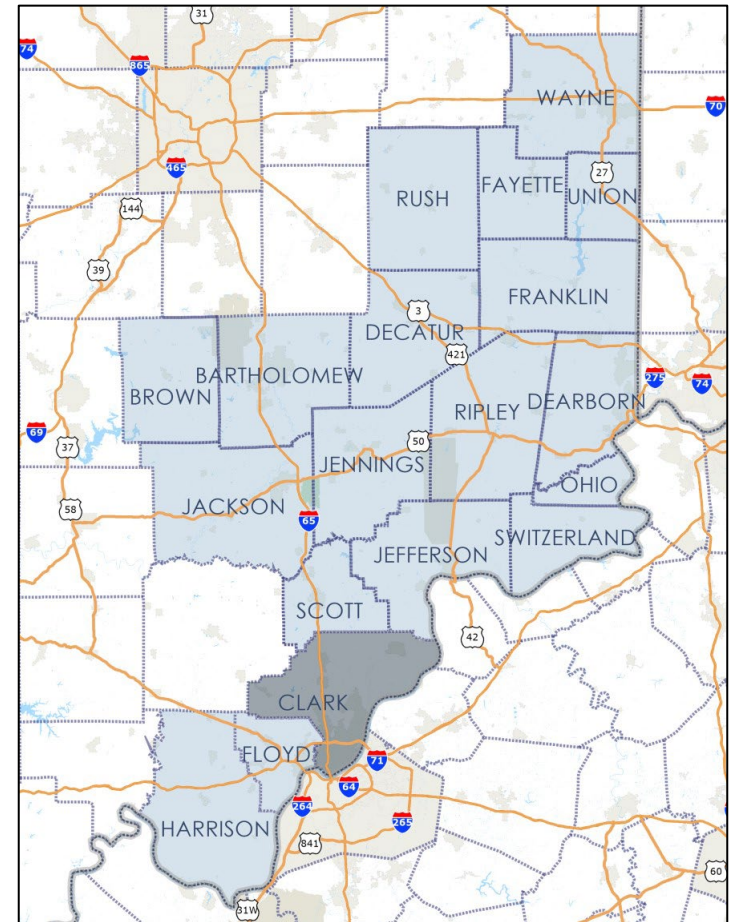 31
74
865
WAYNE
70
465
27
FAYETTE
RUSH
UNION
144
39
FRANKLIN
3
DECATUR
421
BARTHOLOMEW
275
74
BROWN
DEARBORN
RIPLEY
69
50
37
JENNINGS
OHIO
58
JACKSON
65
SWITZERLAND
JEFFERSON
SCOTT
42
CLARK
FLOYD
71
64
264
265
HARRISON
841
60
31W